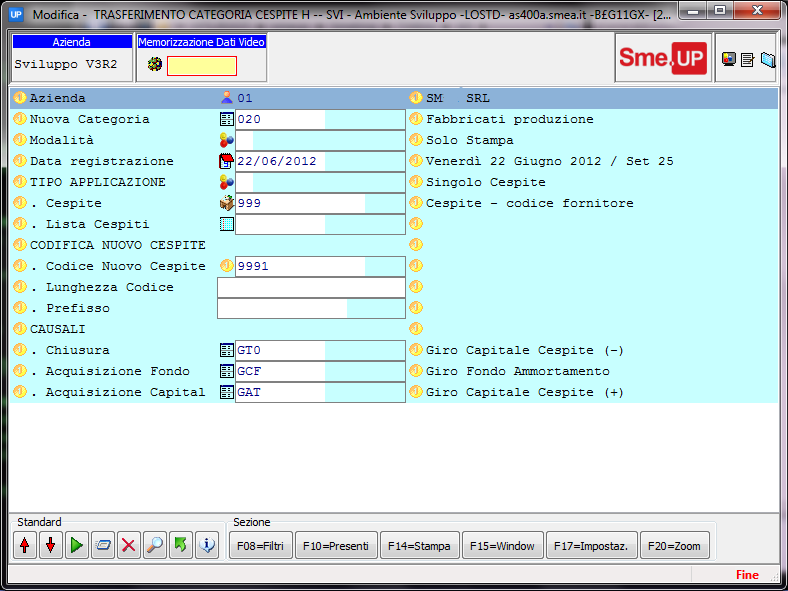 UP Modifica - TRASFERIMENTO CATEGORIA CESPITE H -- SVI - Ambiente Sviluppo -LOSTD- as400a.smea.it -B£G11GX- [2...
Azienda
Sviluppo V3R2
Memorizzazione Dati Video
Sme.UP
Azienda 01 SM SRL
Nuova Categoria 020 Fabbricati produzione
Modalità Solo Stampa
Data registrazione 22/06/2012 Venerdì 22 Giugno 2012 / Set 25
TIPO APPLICAZIONE Singolo Cespite
. Cespite 999 Cespite - codice fornitore
. Lista Cespiti
CODIFICA NUOVO CESPITE
. Codice Nuovo Cespite 9991
. Lunghezza Codice
. Prefisso
CAUSALI
. Chiusura GT0 Giro Capitale Cespite (-)
. Acquisizione Fondo GCF Giro Fondo Ammortamento
. Acquisizione Capital GAT Giro Capitale Cespite (+)
Standard
Sezione
F08=Filtri F10=Presenti F14=Stampa F15=Window F17=Impostaz. F20=Zoom
Fine